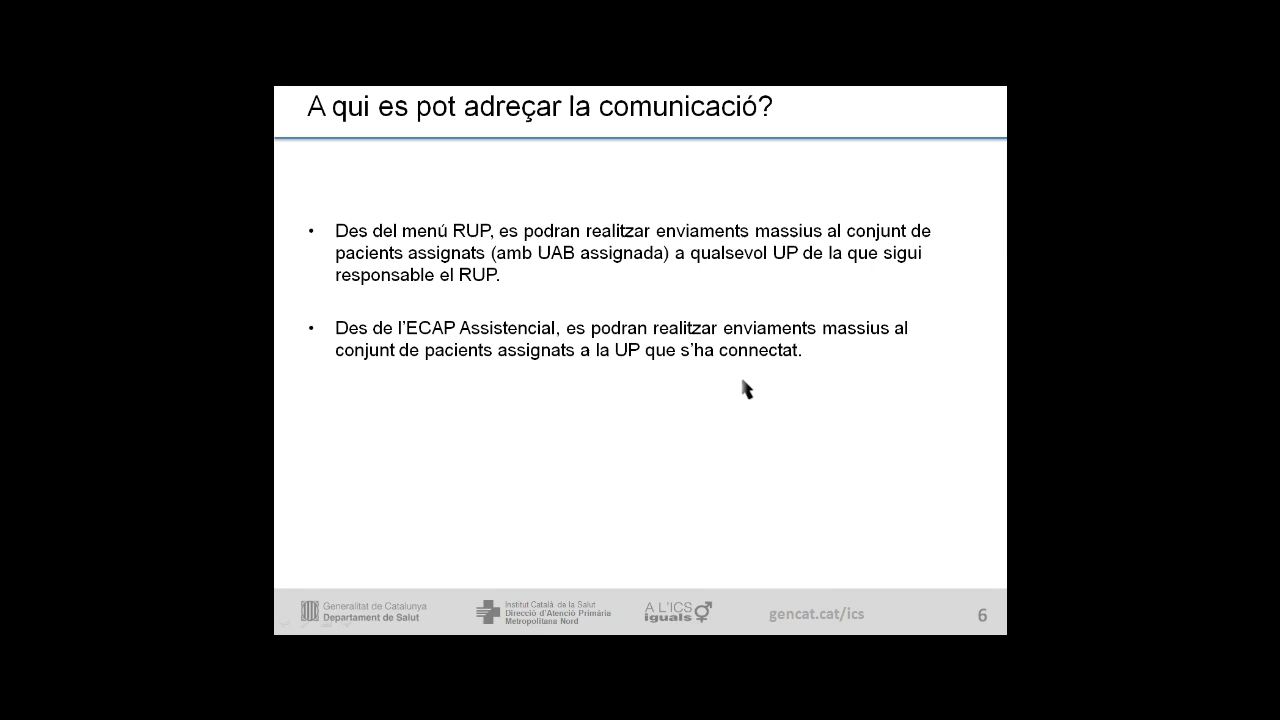 A qui es pot adreçar la comunicació?
• Des del menú RUP, es podran realitzar enviaments massius al conjunt de
pacients assignats (amb UAB assignada) a qualsevol UP de la que sigui
responsable el RUP.
• Des de l’ECAP Assistencial, es podran realitzar enviaments massius al
conjunt de pacients assignats a la UP que s’ha connectat.
Generalitat de Catalunya
Departament de Salut
Institut Català de la Salut
Direcció d'Atenció Primària
Metropolitana Nord
A L'ICS
iguals
gencat.cat/ics
6